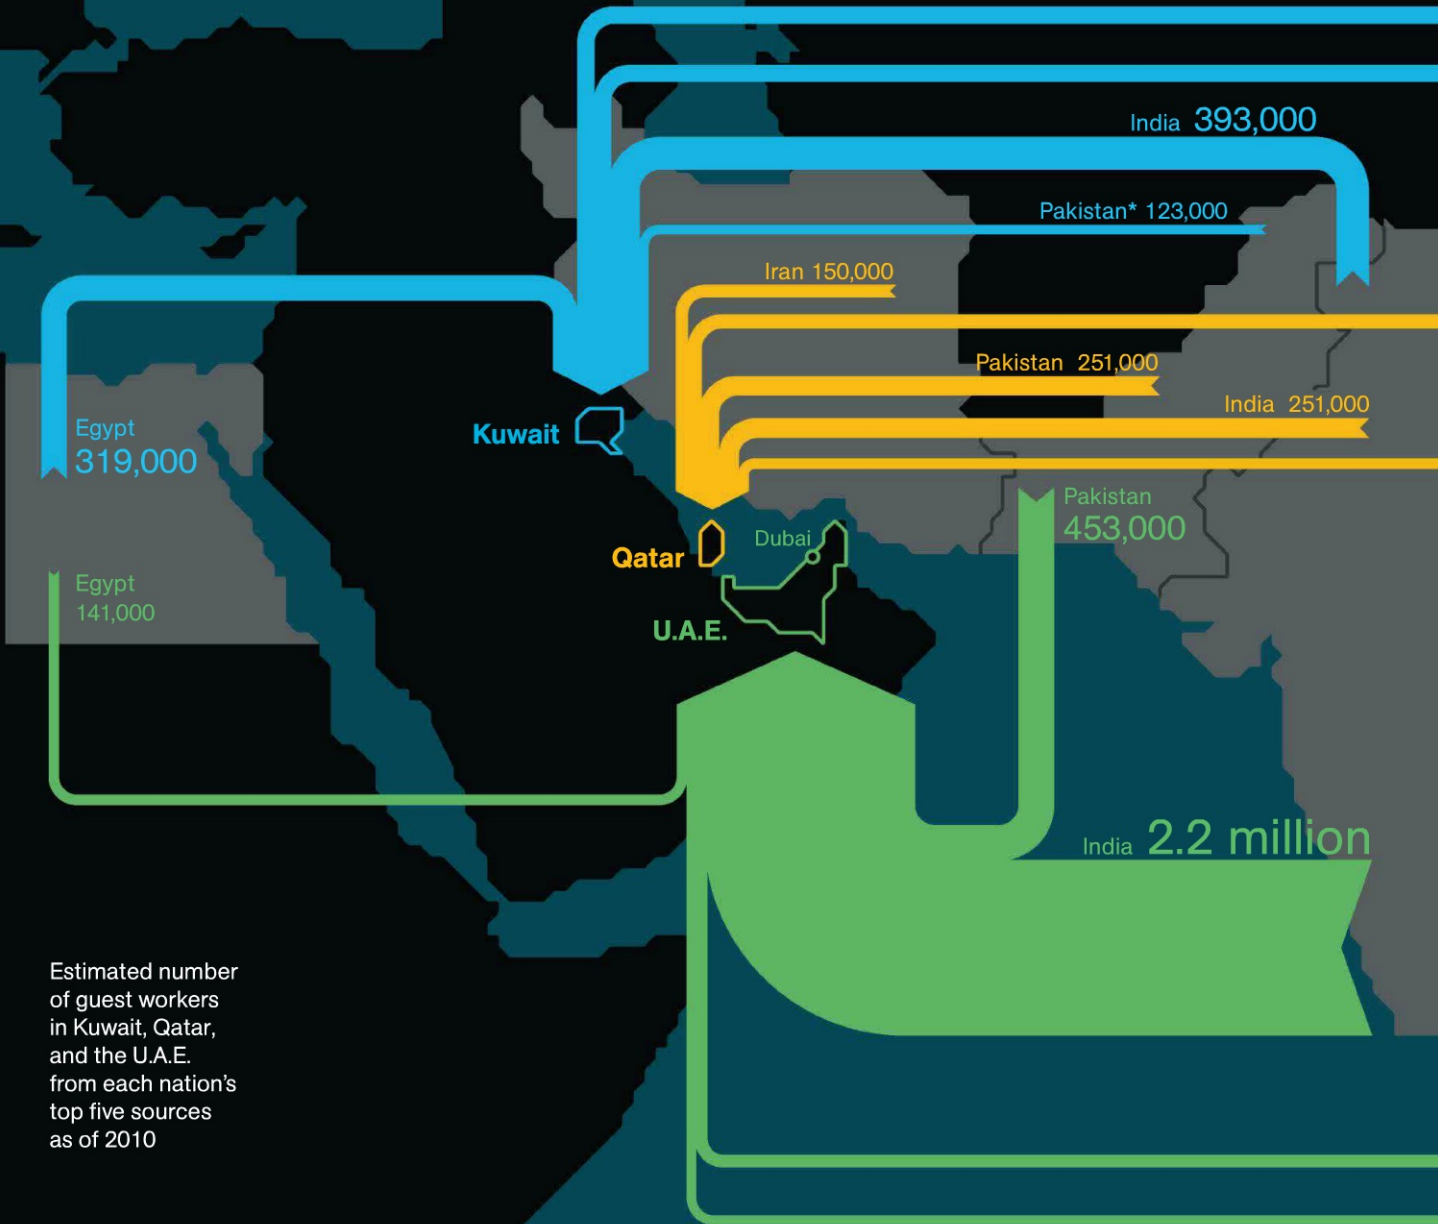 India 393,000
Pakistan* 123,000
Iran 150,000
Pakistan 251,000
India 251,000
Egypt
319,000
Kuwait
Pakistan
453,000
Qatar
Dubai
Egypt
141,000
U.A.E.
India 2.2 million
Estimated number
of guest workers
in Kuwait, Qatar,
and the U.A.E.
from each nation’s
top five sources
as of 2010